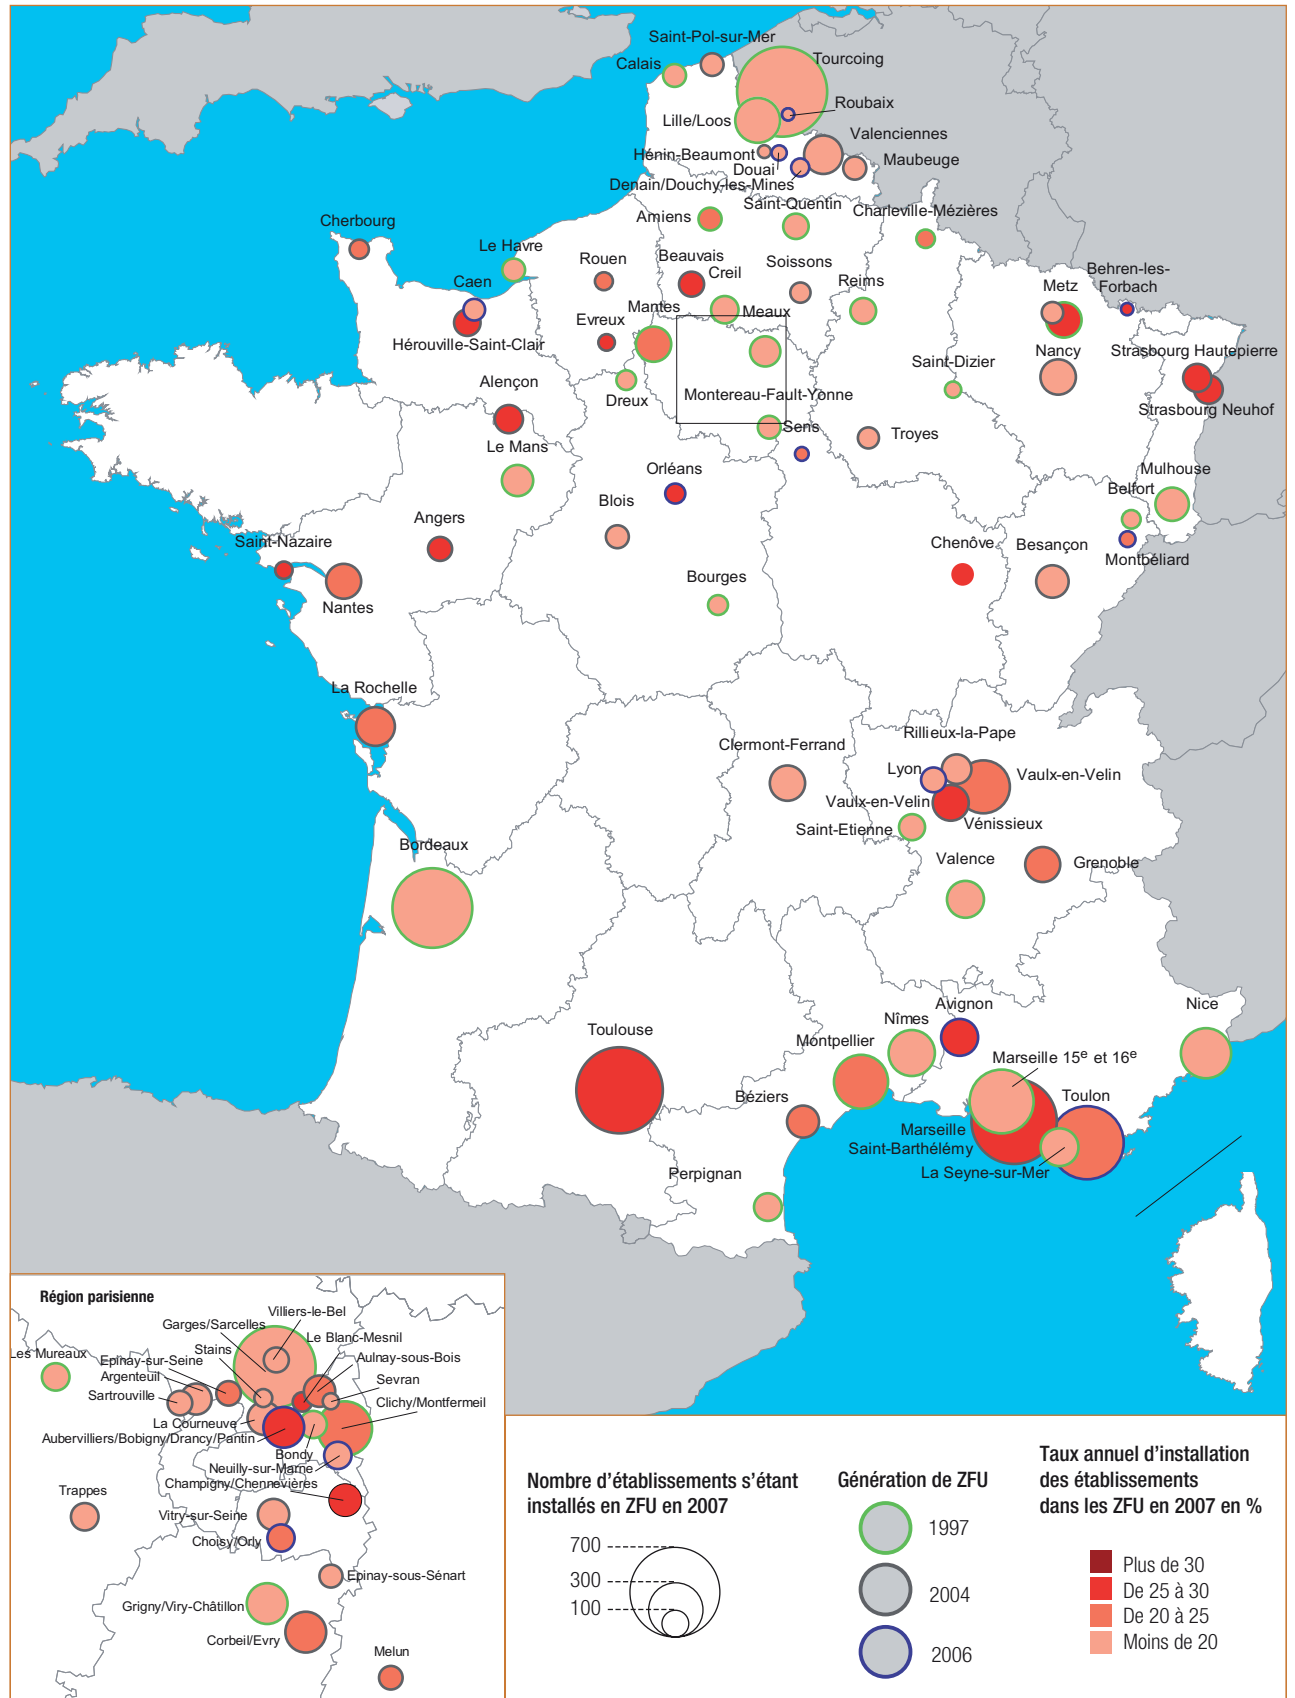 Saint-Pol-sur-Mer
Calais
Tourcoing
Roubaix
Lille/Loos
Valenciennes
Hénin-Beaumont
Maubeuge
Douai
Denain/Douchy-les-Mines
Saint-Quentin
Charleville-Mézières
Amiens
Cherbourg
Le Havre
Rouen
Beauvais
Creil
Soissons
Reims
Behren-les-
Forbach
Metz
Caen
Mantes
Meaux
Evreux
Hérouville-Saint-Clair
Nancy
Strasbourg Hautepierre
Saint-Dizier
Alençon
Dreux
Montereau-Fault-Yonne
Strasbourg Neuhof
Sens
Troyes
Le Mans
Orléans
Mulhouse
Belfort
Blois
Angers
Saint-Nazaire
Chenôve
Besançon
Montbéliard
Bourges
Nantes
La Rochelle
Rillieux-la-Pape
Clermont-Ferrand
Lyon
Vaulx-en-Velin
Vaulx-en-Velin
Vénissieux
Saint-Etienne
Bordeaux
Valence
Grenoble
Avignon
Nice
Nîmes
Toulouse
Montpellier
Marseille 15e et 16e
Béziers
Toulon
Marseille
Saint-Barthélémy
La Seyne-sur-Mer
Perpignan
Région parisienne
Villiers-le-Bel
Garges/Sarcelles
Le Blanc-Mesnil
Stains
Les Mureaux
Epinay-sur-Seine
Aulnay-sous-Bois
Argenteuil
Sevran
Sartrouville
Clichy/Montfermeil
La Courneuve
Aubervilliers/Bobigny/Drancy/Pantin
Bondy
Neuilly-sur-Marne
Champigny/Chennevières
Trappes
Vitry-sur-Seine
Choisy/Orly
Epinay-sous-Sénart
Grigny/Viry-Châtillon
Corbeil/Evry
Melun
Nombre d’établissements s’étant
installés en ZFU en 2007
700
300
100
Génération de ZFU
1997
2004
2006
Taux annuel d’installation
des établissements
dans les ZFU en 2007 en %
Plus de 30
De 25 à 30
De 20 à 25
Moins de 20